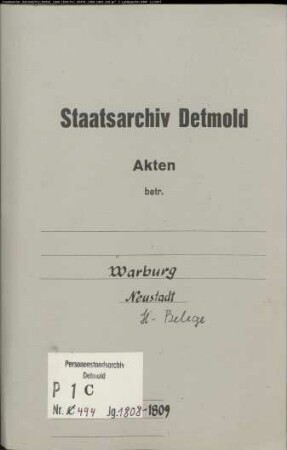 Staatsarchiv Detmold
Akten
betr.
Warburg
Neustadt
H - Belege
Personenstandsarchiv
Detmold
P 1 C
Nr. 494 Jg. 1808-1809